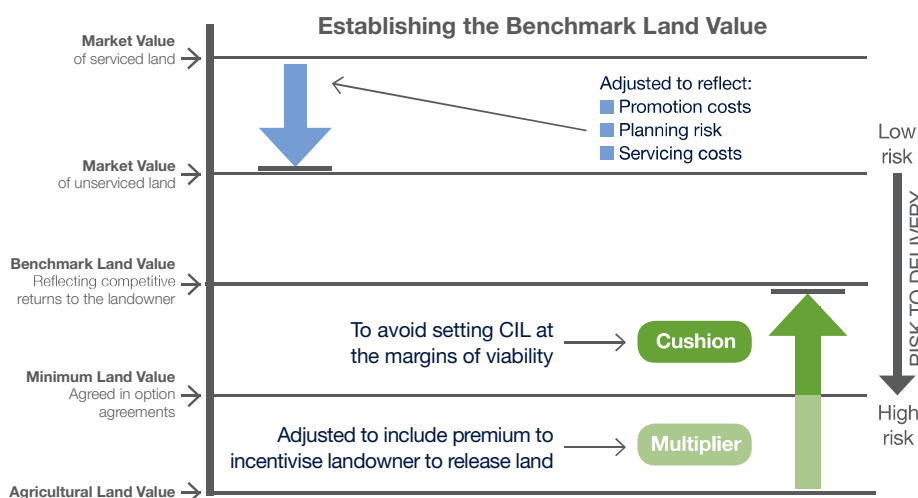 Establishing the Benchmark Land Value
Market Value
of serviced land
Adjusted to reflect:
Promotion costs
Planning risk
Servicing costs
Low
risk
Market Value
of unserviced land
RISK TO DELIVERY
Benchmark Land Value
Reflecting competitive
returns to the landowner
To avoid setting CIL at
the margins of viability
Cushion
Minimum Land Value
Agreed in option
agreements
High
risk
Adjusted to include premium to
incentivise landowner to release land
Multiplier
Agricultural Land Value